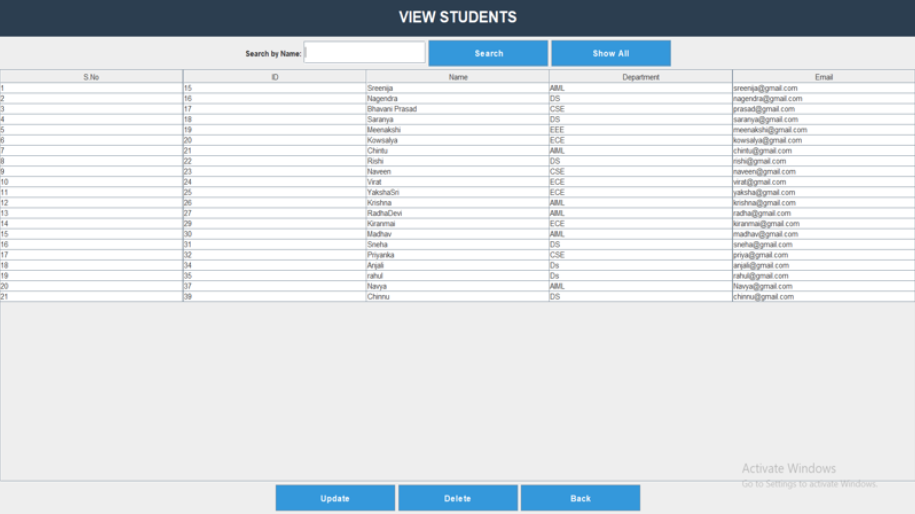 VIEW STUDENTS
Search by Name: Search Show All
S.No ID Name Department Email
1 15 Sreenija AIML sreenija@gmail.com
2 16 Nagendra DS nagendra@gmail.com
3 17 Bhavani Prasad CSE prasad@gmail.com
4 18 Saranya DS saranya@gmail.com
5 19 Meenakshi EEE meenakshi@gmail.com
6 20 Kowsalya ECE kowsalya@gmail.com
7 21 Chintu AIML chintu@gmail.com
8 22 Rishi DS rishi@gmail.com
9 23 Naveen CSE naveen@gmail.com
10 24 Virat ECE virat@gmail.com
11 25 YakshaSri ECE yaksha@gmail.com
12 26 Krishna AIML krishna@gmail.com
13 27 RadhaDevi AIML radha@gmail.com
14 29 Kiranmai ECE kiranmai@gmail.com
15 30 Madhav AIML madhav@gmail.com
16 31 Sneha DS sneha@gmail.com
17 32 Priyanka CSE priya@gmail.com
18 34 Anjali Ds anjali@gmail.com
19 35 rahul Ds rahul@gmail.com
20 37 Navya AIML Navya@gmail.com
21 39 Chinnu DS chinnu@gmail.com
Activate Windows
Go to Settings to activate Windows.
Update Delete Back